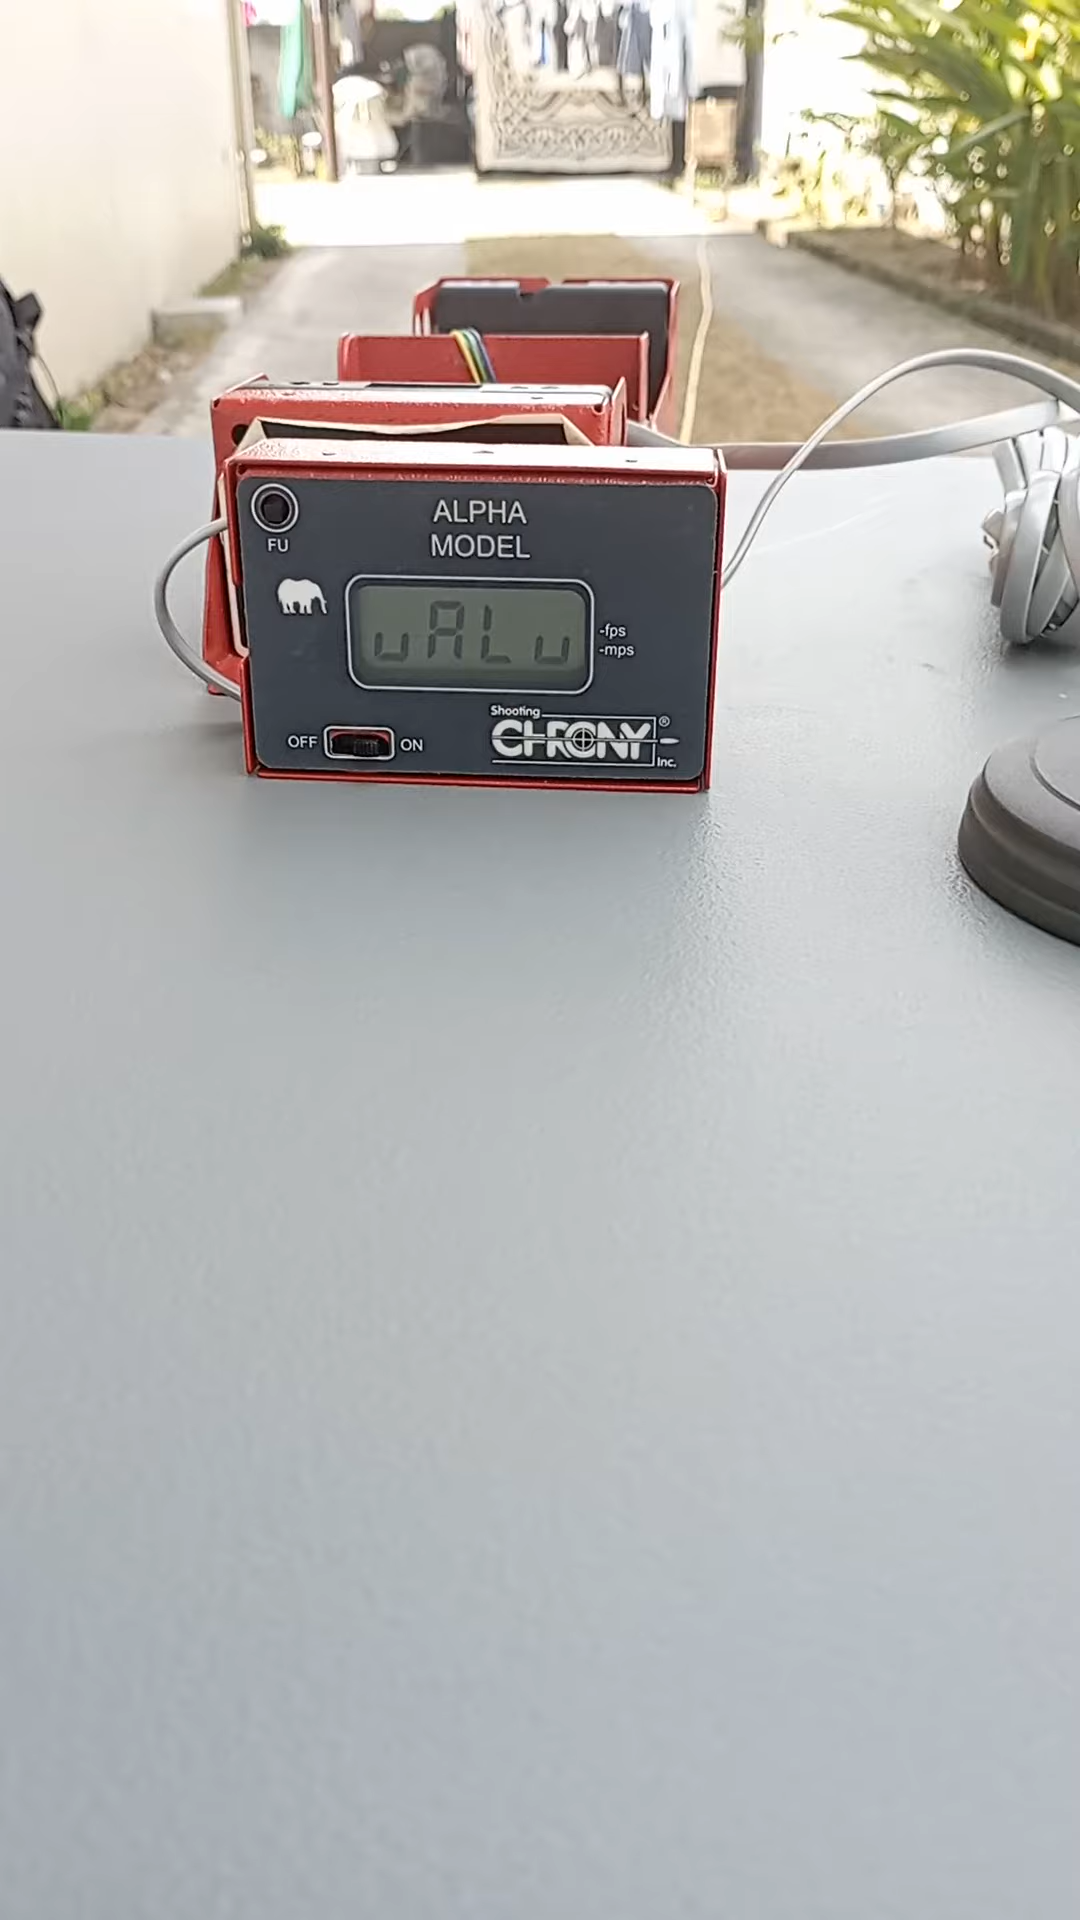 ALPHA
MODEL
FU
uALu
-fps
-mps
OFF ON
Shooting
CHRONY®
Inc.